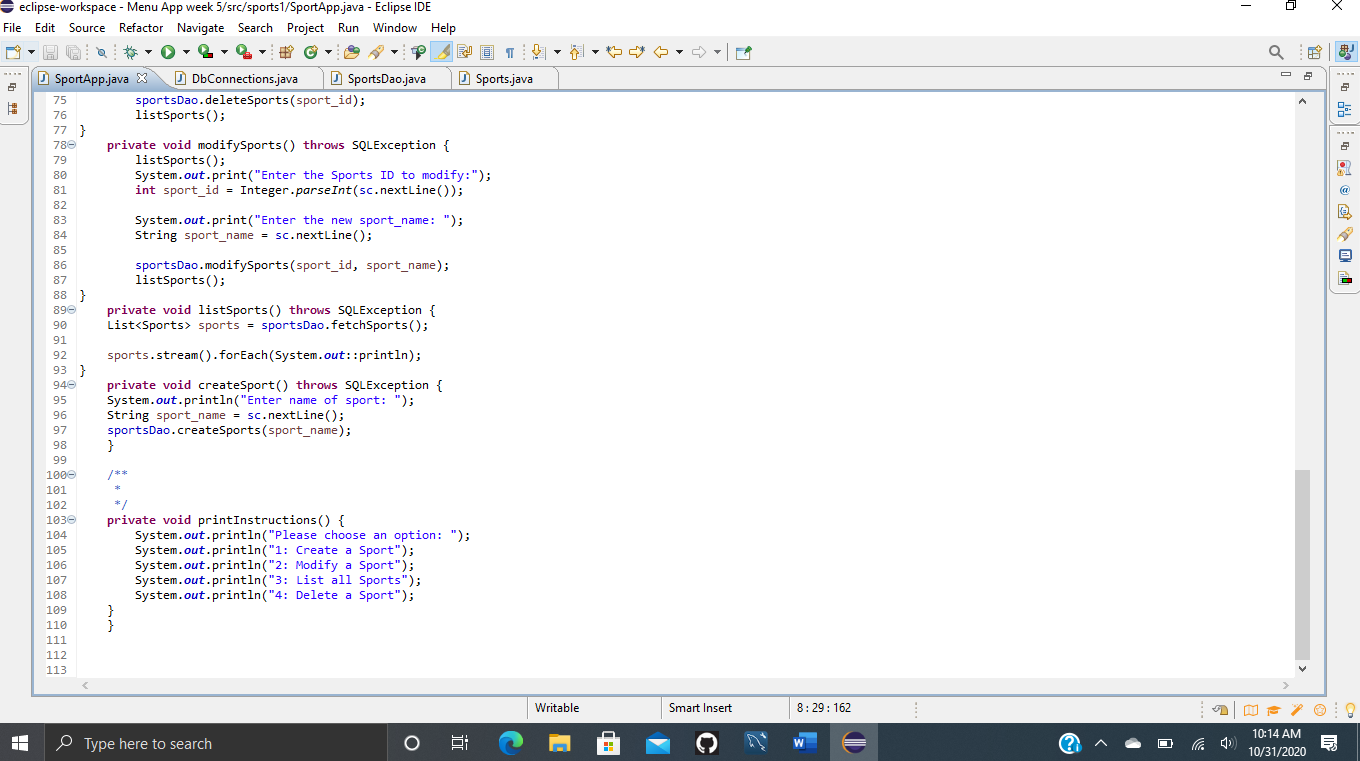 eclipse-workspace - Menu App week 5/src/sports1/SportApp.java - Eclipse IDE
File Edit Source Refactor Navigate Search Project Run Window Help
SportApp.java DbConnections.java SportsDao.java Sports.java
75 sportsDao.deleteSports(sport_id);
76 listSports();
77 }
78 private void modifySports() throws SQLException {
79 listSports();
80 System.out.print("Enter the Sports ID to modify:");
81 int sport_id = Integer.parseInt(sc.nextLine());
82
83 System.out.print("Enter the new sport_name: ");
84 String sport_name = sc.nextLine();
85
86 sportsDao.modifySports(sport_id, sport_name);
87 listSports();
88 }
89 private void listSports() throws SQLException {
90 List<Sports> sports = sportsDao.fetchSports();
91
92 sports.stream().forEach(System.out::println);
93 }
94 private void createSport() throws SQLException {
95 System.out.println("Enter name of sport: ");
96 String sport_name = sc.nextLine();
97 sportsDao.createSports(sport_name);
98 }
99
100 /**
101 *
102 */
103 private void printInstructions() {
104 System.out.println("Please choose an option: ");
105 System.out.println("1: Create a Sport");
106 System.out.println("2: Modify a Sport");
107 System.out.println("3: List all Sports");
108 System.out.println("4: Delete a Sport");
109 }
110 }
111
112
113
Writable Smart Insert 8 : 29 : 162
Type here to search
10:14 AM
10/31/2020